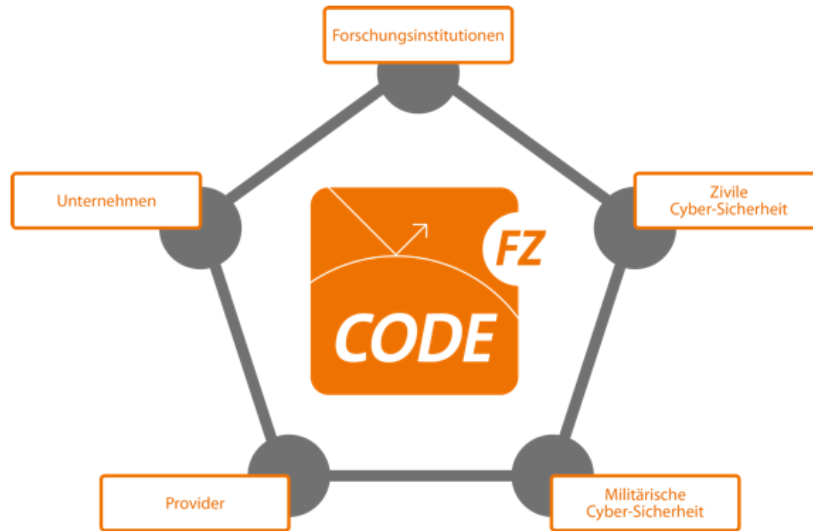 Forschungsinstitutionen
Unternehmen
Zivile
Cyber-Sicherheit
FZ
CODE
Provider
Militärische
Cyber-Sicherheit